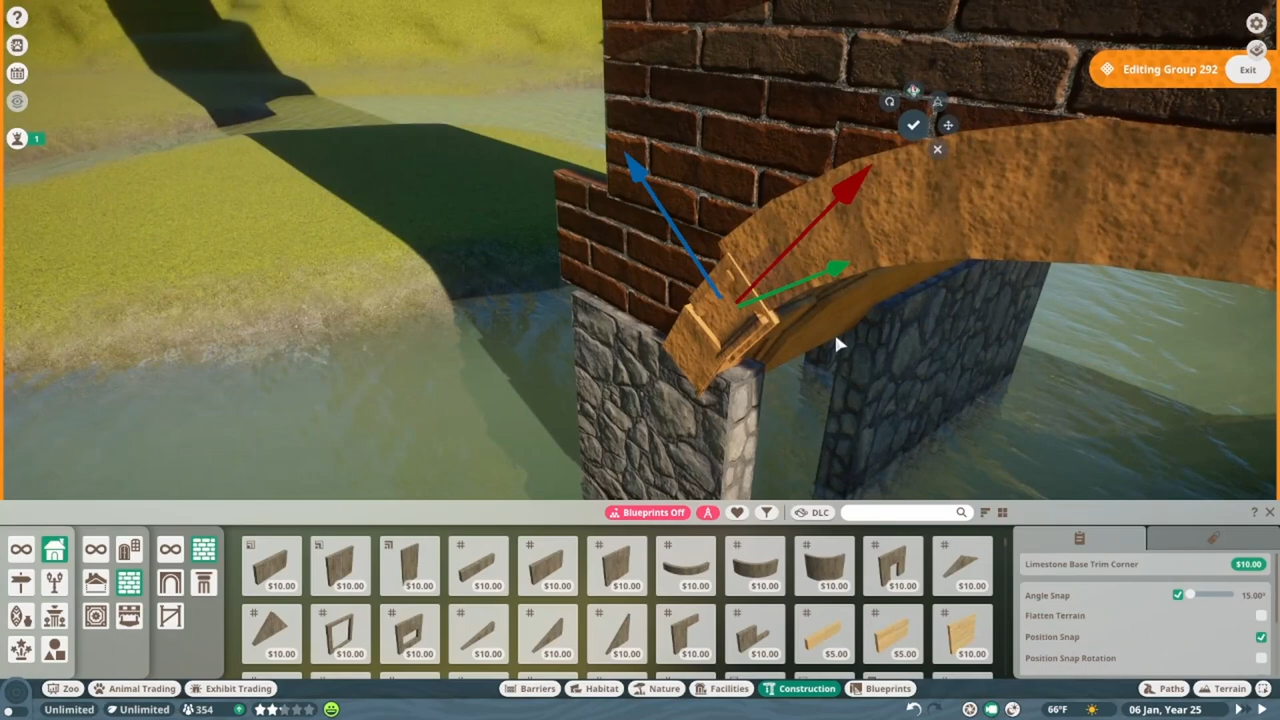 ?
Editing Group 292
Exit
1
Blueprints Off
DLC
? ×
$10.00 $10.00 $10.00 $10.00 $10.00 $10.00 $10.00 $10.00 $10.00 $10.00 $10.00
$10.00 $10.00 $10.00 $10.00 $10.00 $10.00 $10.00 $10.00 $5.00 $5.00 $10.00
Limestone Base Trim Corner $10.00
Angle Snap 15.00°
Flatten Terrain
Position Snap
Position Snap Rotation
Zoo Animal Trading Exhibit Trading Barriers Habitat Nature Facilities Construction Blueprints Paths Terrain
Unlimited Unlimited 354 66°F 06 Jan, Year 25